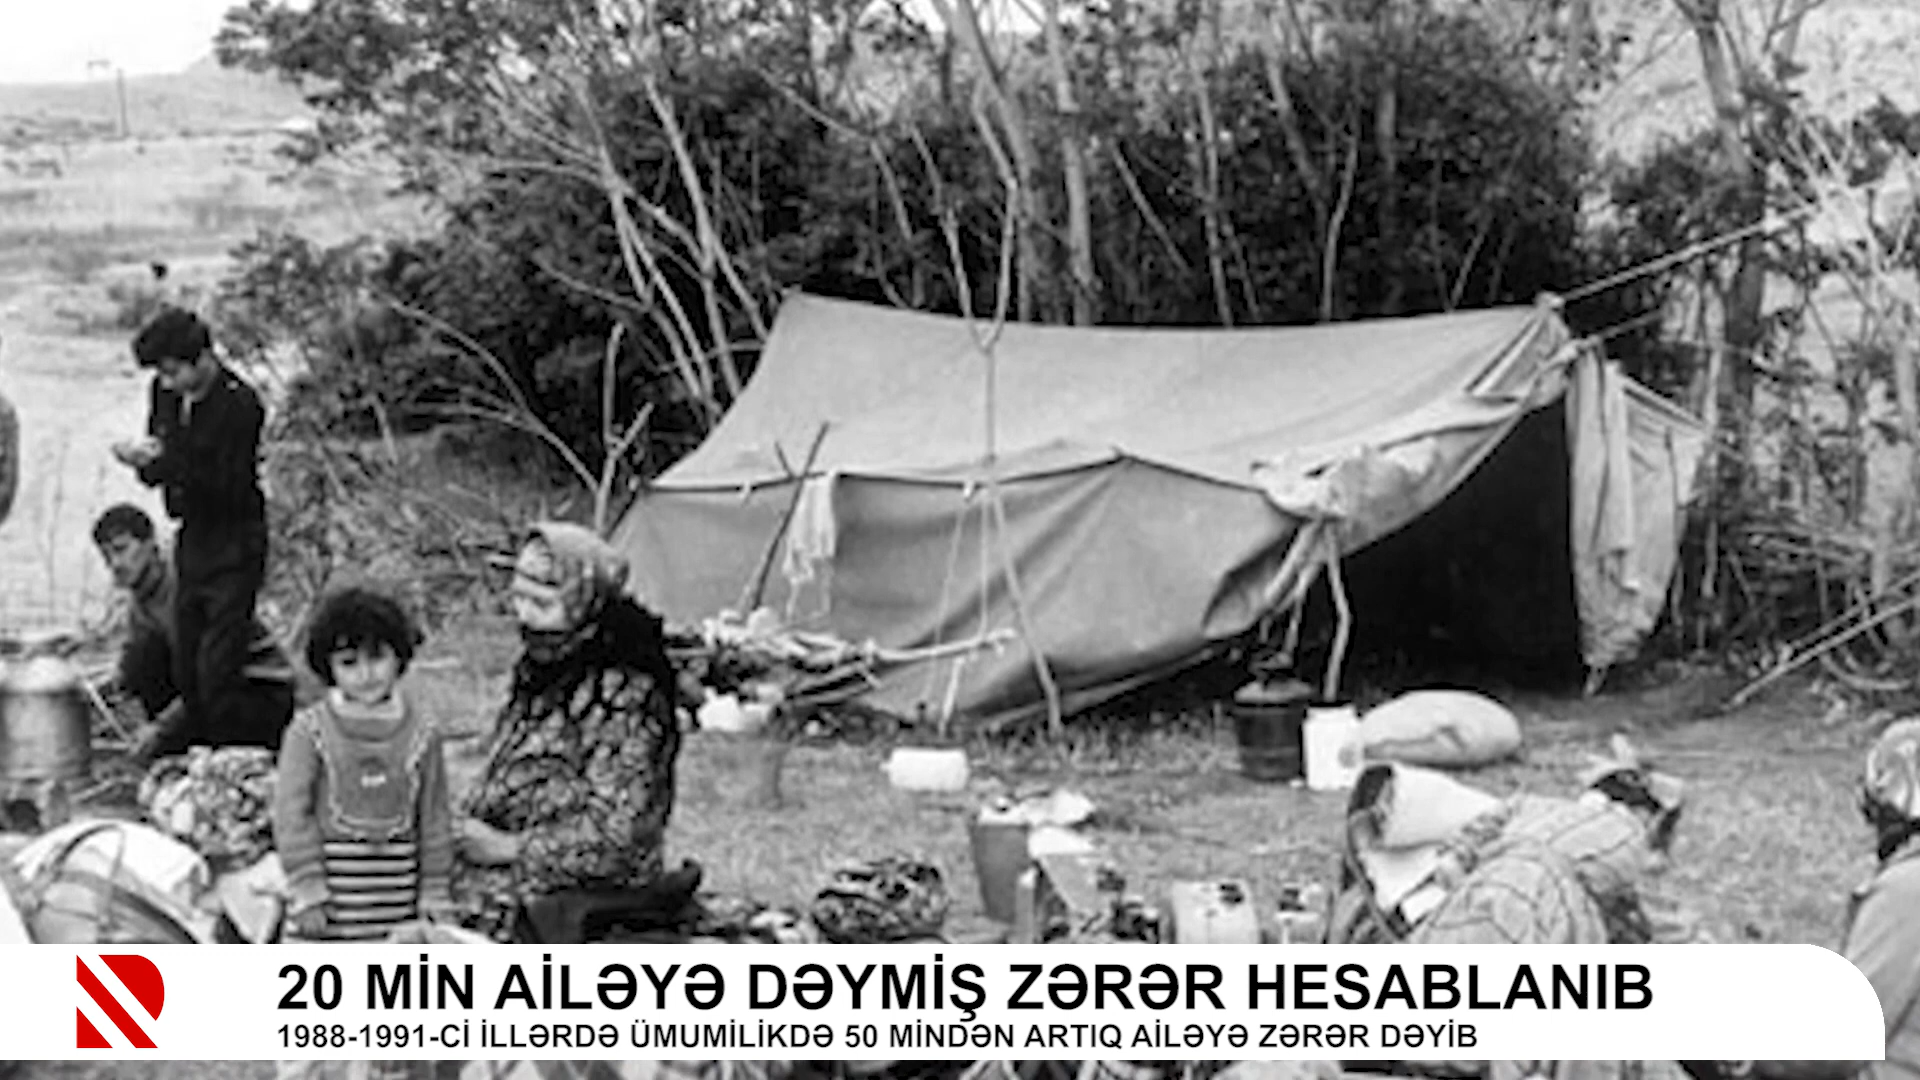 20 MİN AİLƏYƏ DƏYMİŞ ZƏRƏR HESABLANIB
1988-1991-Cİ İLLƏRDƏ ÜMUMİLİKDƏ 50 MİNDƏN ARTIQ AİLƏYƏ ZƏRƏR DƏYİB